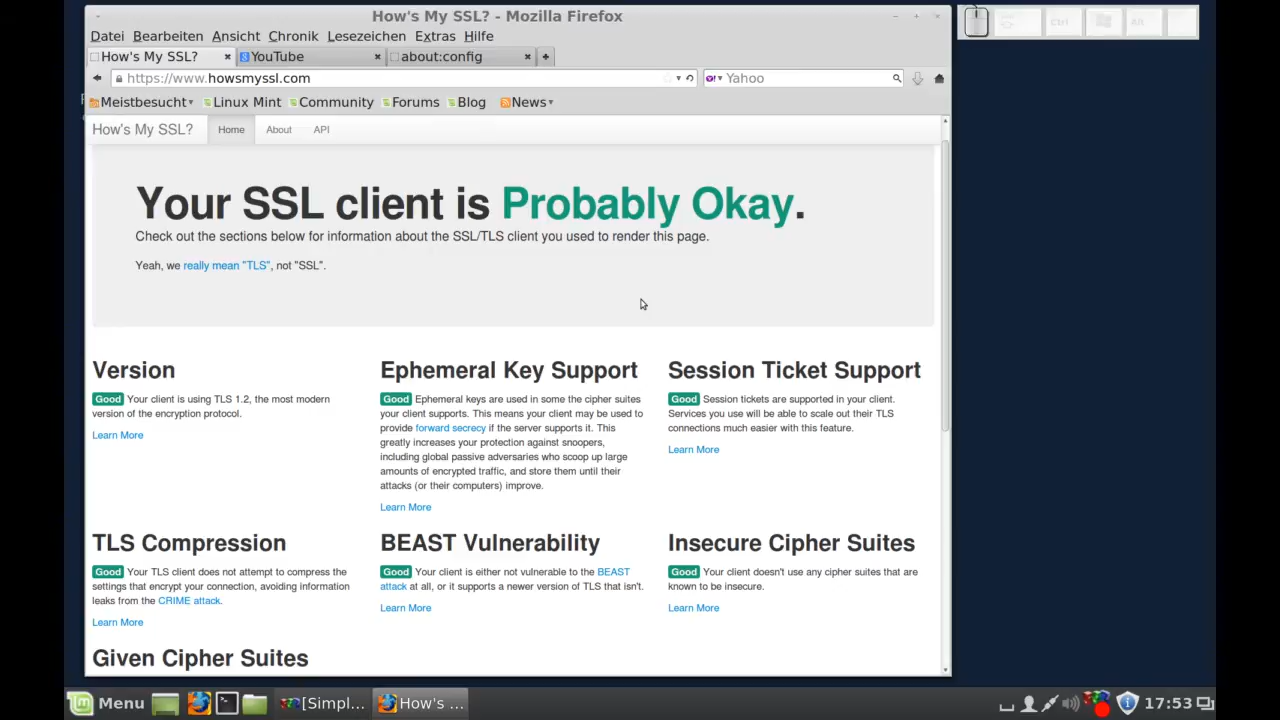 How's My SSL? - Mozilla Firefox
Ctrl
Alt
Datei Bearbeiten Ansicht Chronik Lesezeichen Extras Hilfe
How's My SSL? YouTube about:config
https://www.howsmyssl.com Yahoo
Meistbesucht Linux Mint Community Forums Blog News
How's My SSL? Home About API
Your SSL client is Probably Okay.
Check out the sections below for information about the SSL/TLS client you used to render this page.
Yeah, we really mean "TLS", not "SSL".
Version
Good Your client is using TLS 1.2, the most modern
version of the encryption protocol.
Learn More
Ephemeral Key Support
Good Ephemeral keys are used in some the cipher suites
your client supports. This means your client may be used to
provide forward secrecy if the server supports it. This
greatly increases your protection against snoopers,
including global passive adversaries who scoop up large
amounts of encrypted traffic, and store them until their
attacks (or their computers) improve.
Learn More
Session Ticket Support
Good Session tickets are supported in your client.
Services you use will be able to scale out their TLS
connections much easier with this feature.
Learn More
TLS Compression
Good Your TLS client does not attempt to compress the
settings that encrypt your connection, avoiding information
leaks from the CRIME attack.
Learn More
BEAST Vulnerability
Good Your client is either not vulnerable to the BEAST
attack at all, or it supports a newer version of TLS that isn't.
Learn More
Insecure Cipher Suites
Good Your client doesn't use any cipher suites that are
known to be insecure.
Learn More
Given Cipher Suites
Menu [Simpl... How's ... 17:53